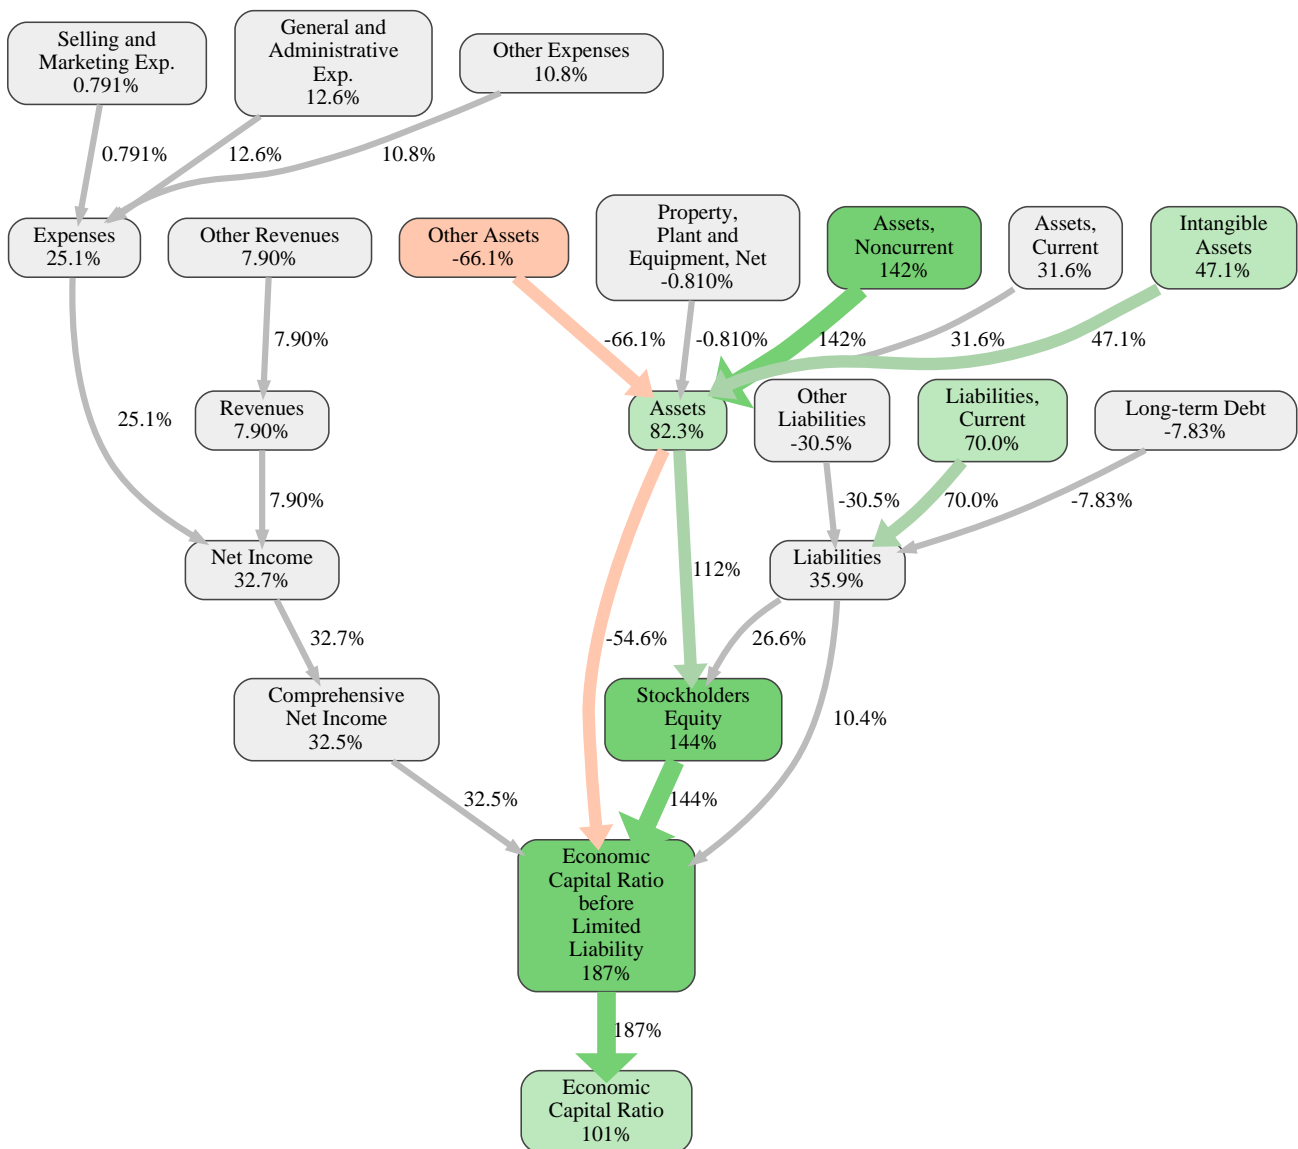 Selling and
Marketing Exp.
0.791%
General and
Administrative
Exp.
12.6%
Other Expenses
10.8%
0.791%
12.6%
10.8%
Expenses
25.1%
Other Revenues
7.90%
Other Assets
-66.1%
Property,
Plant and
Equipment, Net
-0.810%
Assets,
Noncurrent
142%
Assets,
Current
31.6%
Intangible
Assets
47.1%
7.90%
-66.1%
-0.810%
142%
31.6%
47.1%
25.1%
Revenues
7.90%
Assets
82.3%
Other
Liabilities
-30.5%
Liabilities,
Current
70.0%
Long-term Debt
-7.83%
7.90%
-30.5%
70.0%
-7.83%
Net Income
32.7%
112%
Liabilities
35.9%
32.7%
-54.6%
26.6%
Comprehensive
Net Income
32.5%
Stockholders
Equity
144%
10.4%
32.5%
144%
Economic
Capital Ratio
before
Limited
Liability
187%
187%
Economic
Capital Ratio
101%